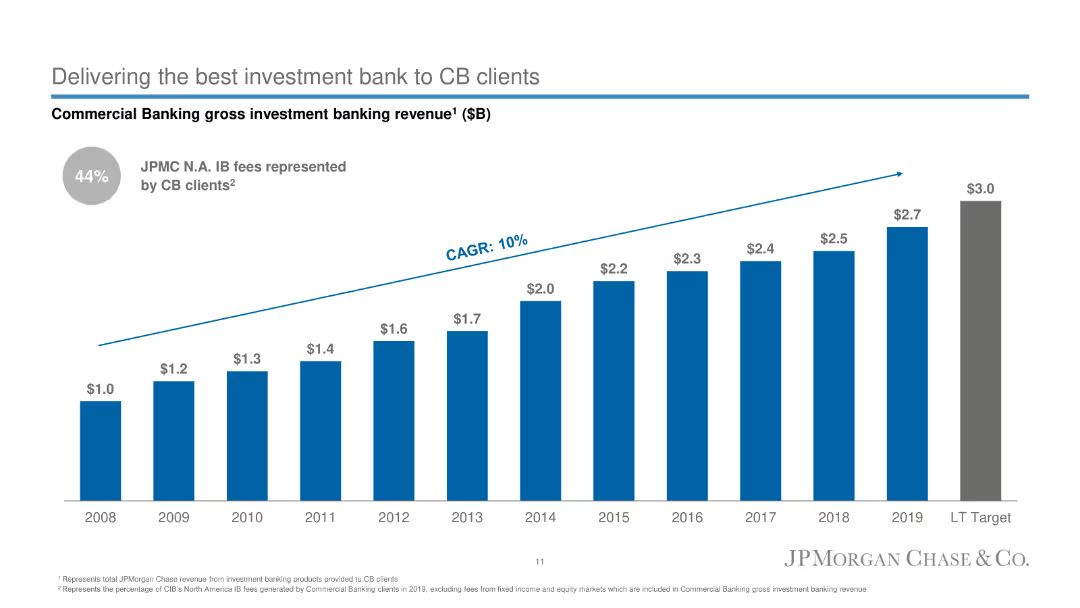 Delivering the best investment bank to CB clients
Commercial Banking gross investment banking revenue¹ ($B)
44%
JPMC N.A. IB fees represented
by CB clients²
CAGR: 10%
$1.0
$1.2
$1.3
$1.4
$1.6
$1.7
$2.0
$2.2
$2.3
$2.4
$2.5
$2.7
$3.0
2008 2009 2010 2011 2012 2013 2014 2015 2016 2017 2018 2019 LT Target
11
JPMORGAN CHASE & CO.
¹ Represents total JPMorgan Chase revenue from investment banking products provided to CB clients
² Represents the percentage of CIB's North America IB fees generated by Commercial Banking clients in 2019, excluding fees from fixed income and equity markets which are included in Commercial Banking gross investment banking revenue